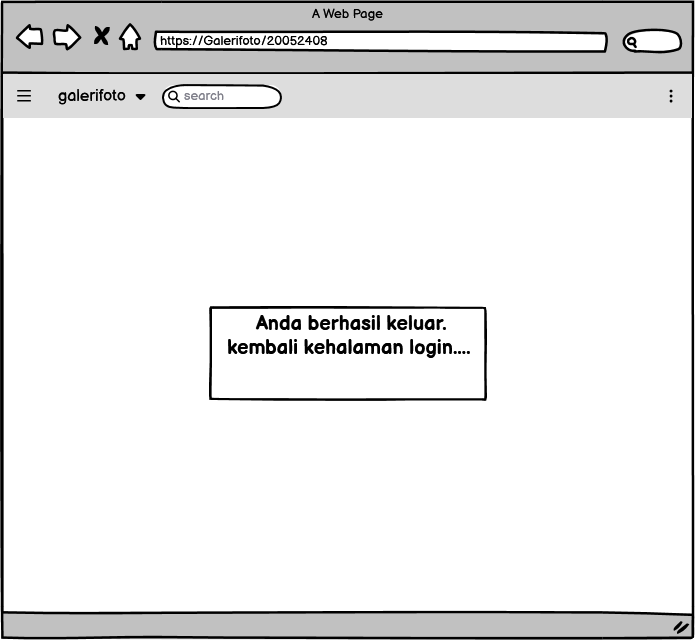 A Web Page
https://Galerifoto/20052408
galerifoto
search
Anda berhasil keluar.
kembali kehalaman login....